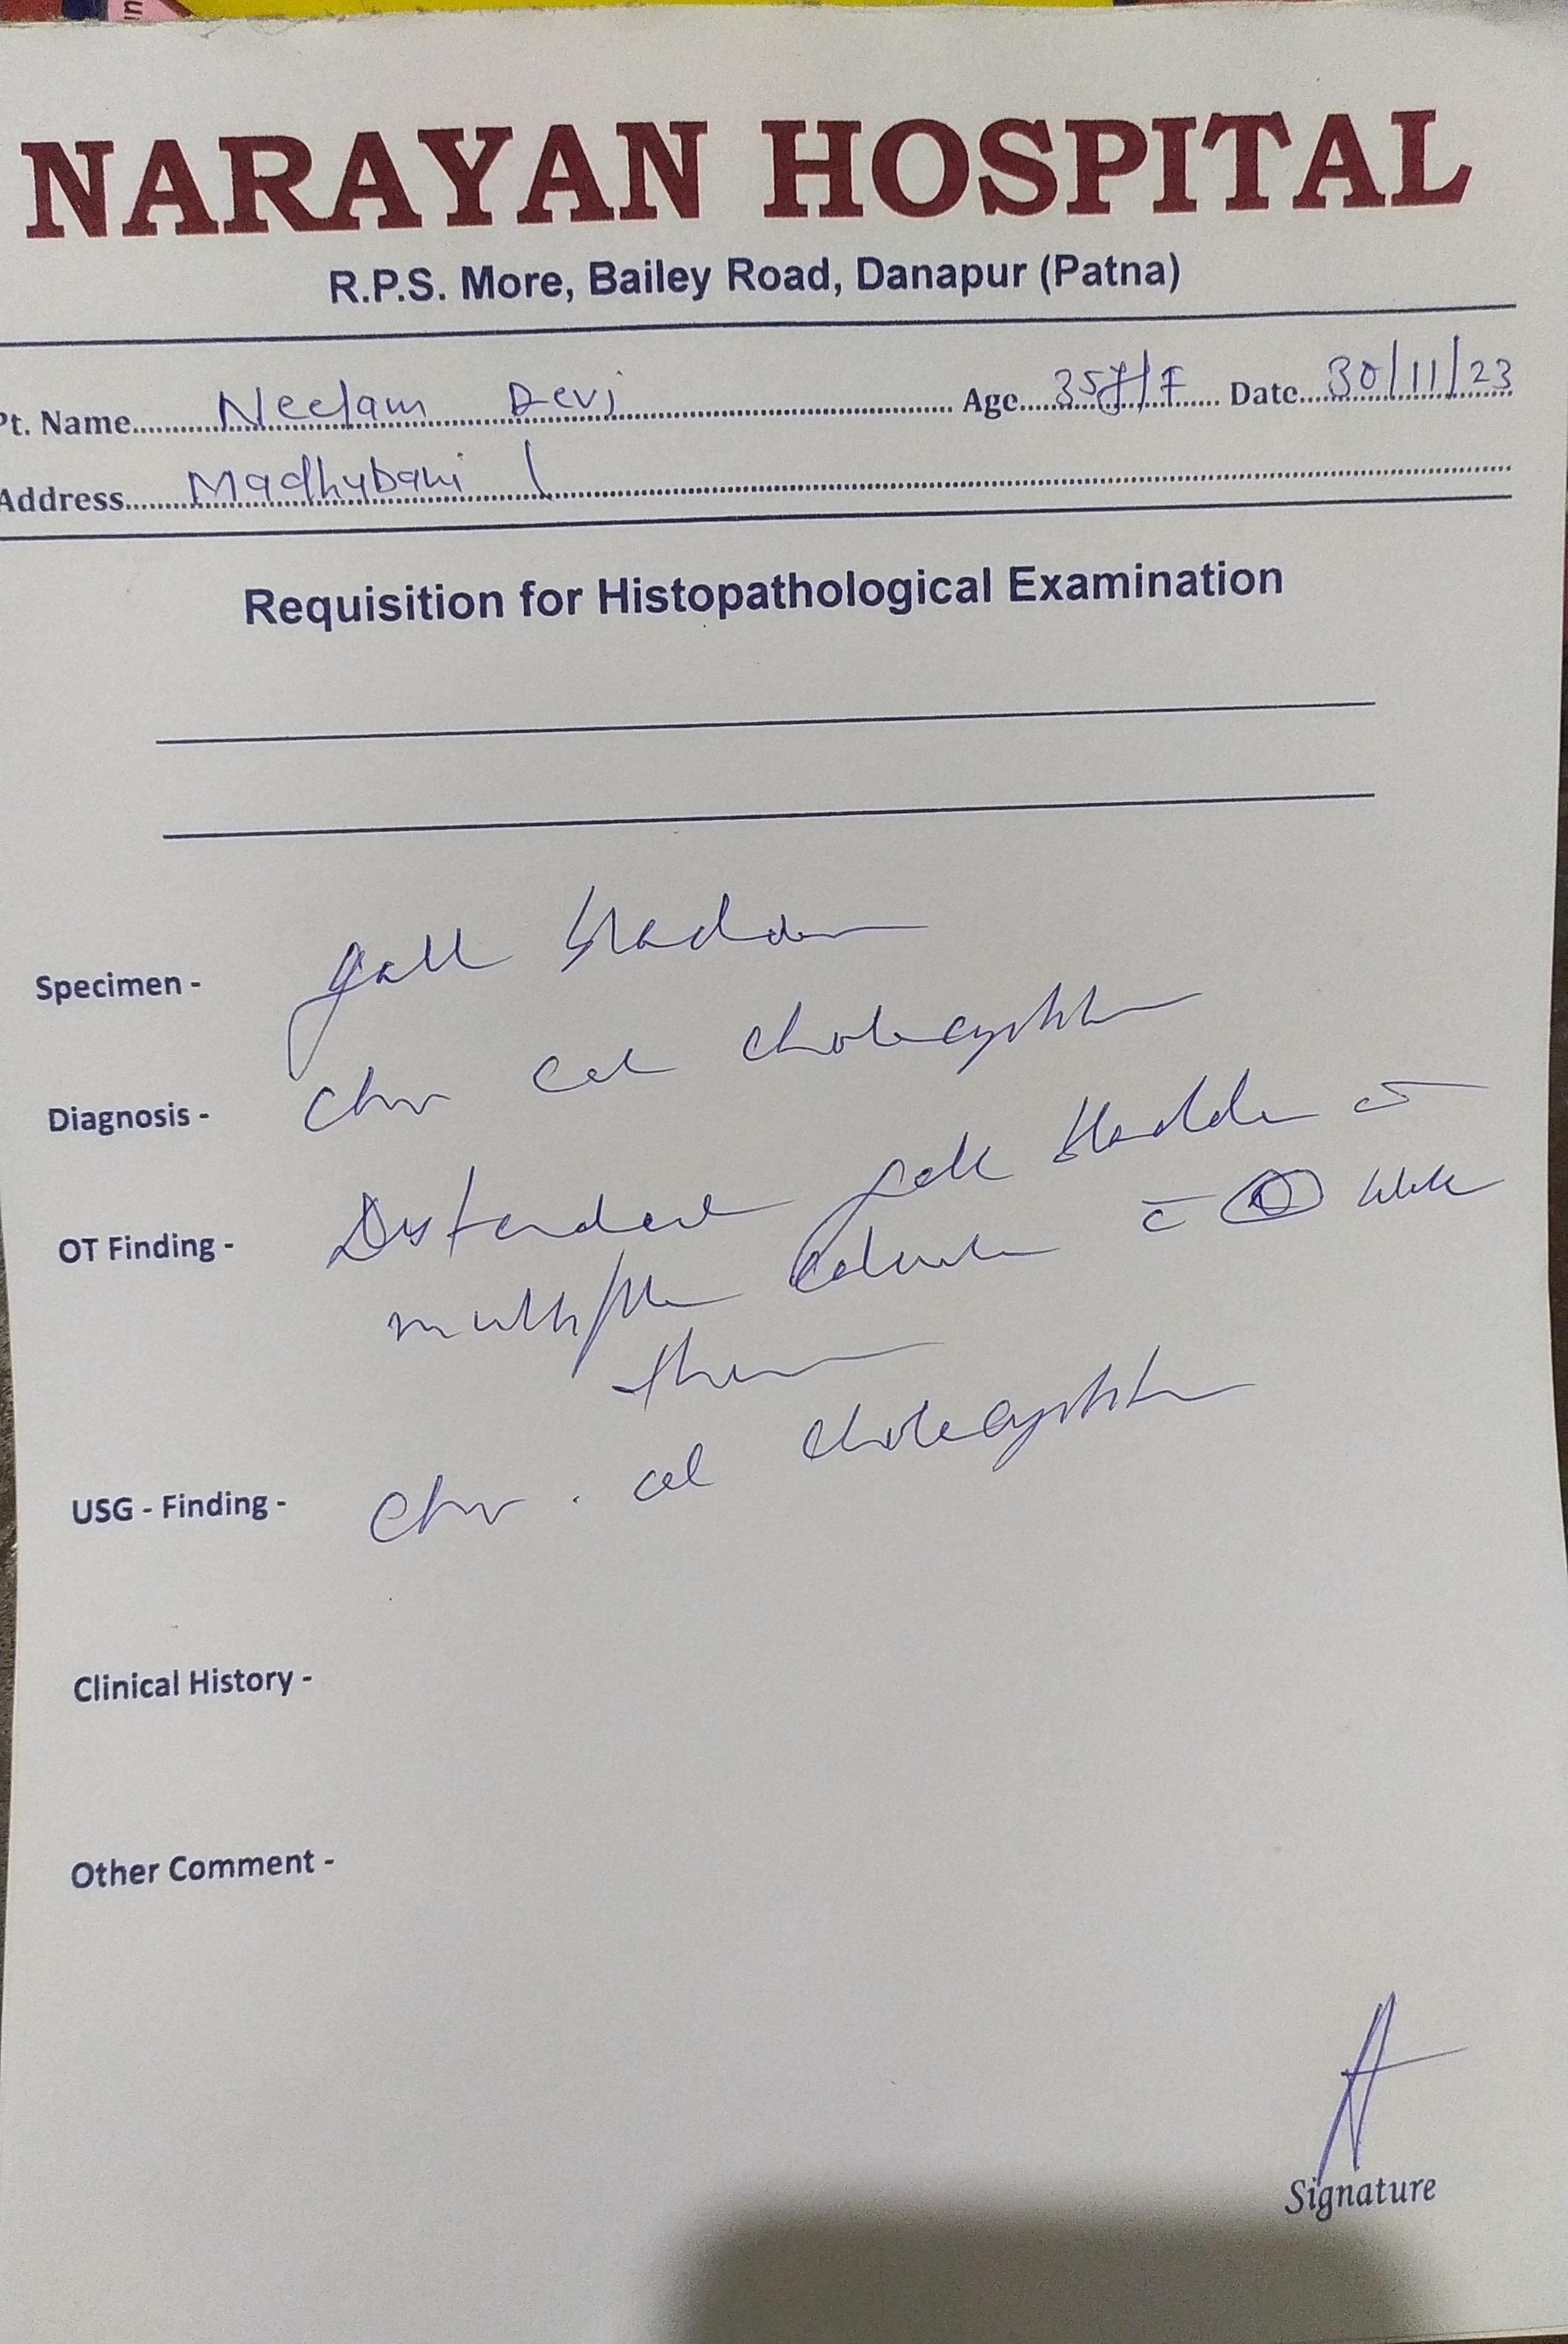 NARAYAN HOSPITAL
R.P.S. More, Bailey Road, Danapur (Patna)
Pt. Name Neelam Devi Age 35y/F Date 30/11/23
Address Madhubani
Requisition for Histopathological Examination
Specimen - Gall bladder
Diagnosis - Chr Cal Cholecystitis
OT Finding - Distended gall bladder c̄
multiple calculi c̄
USG - Finding - Chr. cal cholecystitis
Clinical History -
Other Comment -
Signature